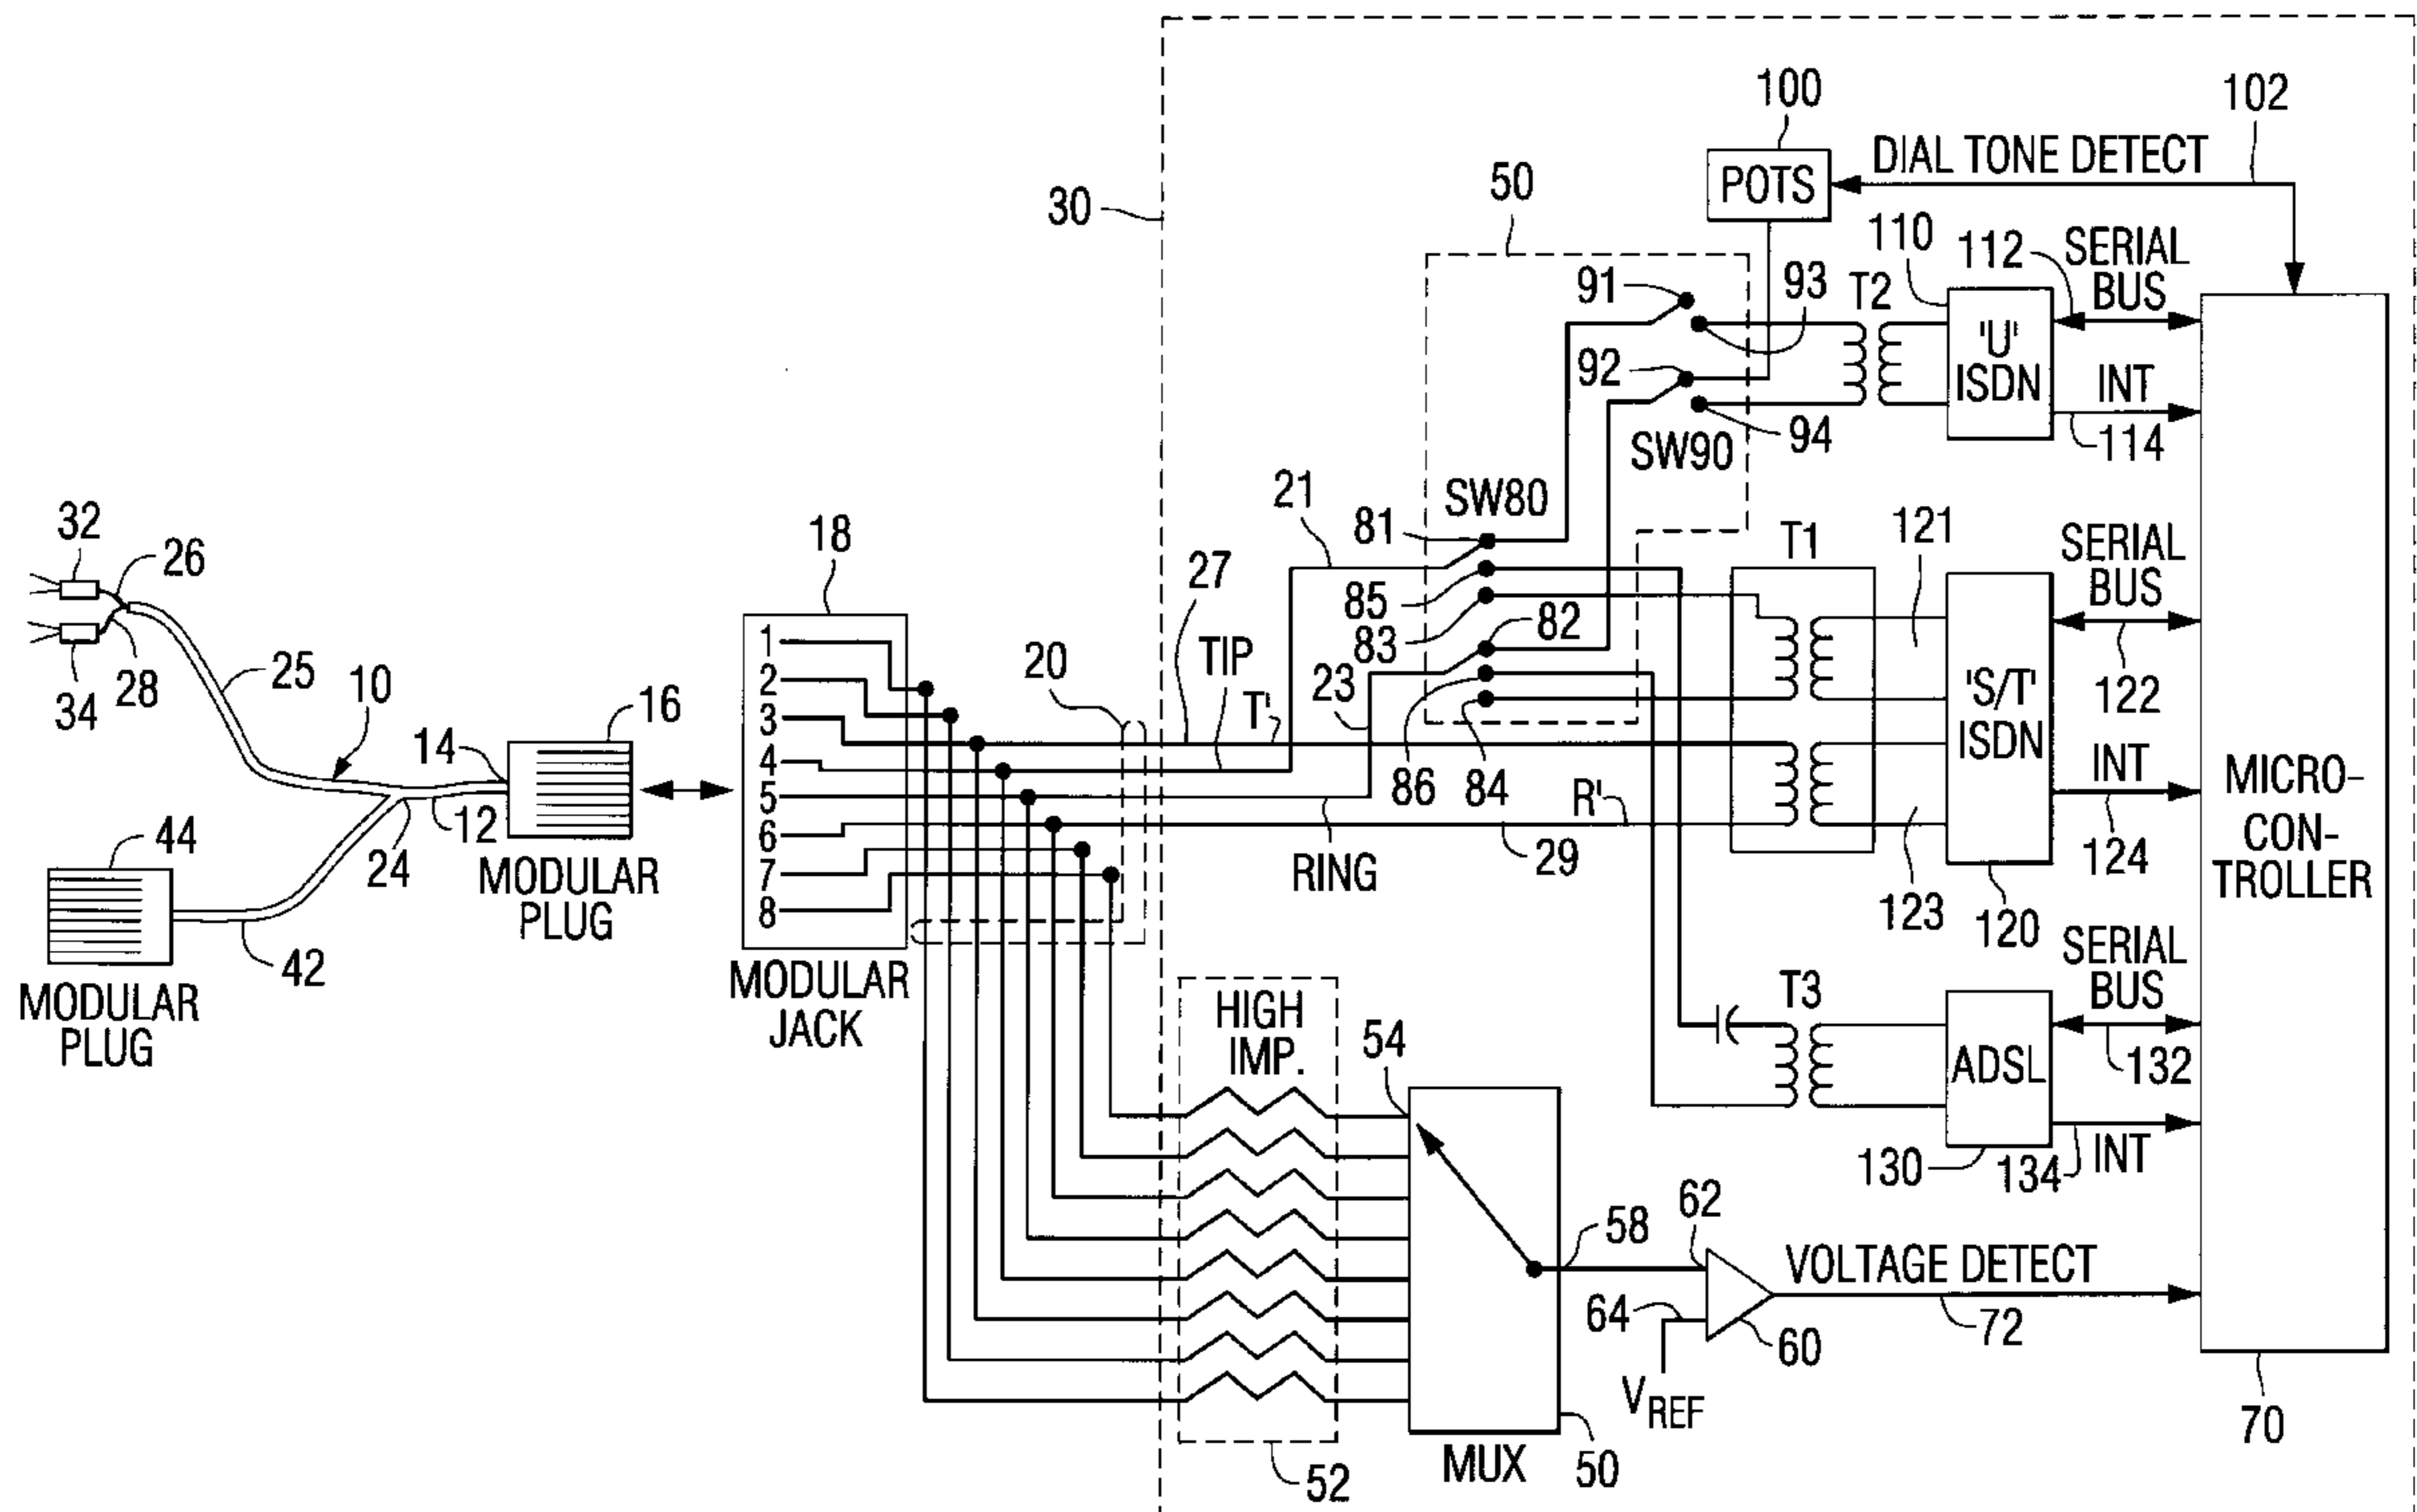 100
102
DIAL TONE DETECT
POTS
50
30
110
112
SERIAL
BUS
91
93
T2
'U'
ISDN
92
INT
94
114
SW90
21
SW80
81
T1
121
SERIAL
BUS
32
26
18
27
85
82
83
122
'S/T'
ISDN
25
34
28
10
20
TIP
23
T'
1
2
3
4
5
6
7
8
14
16
86
84
R'
INT
124
MICRO-
CON-
TROLLER
44
24
12
MODULAR
PLUG
RING
29
123
120
42
MODULAR
PLUG
MODULAR
JACK
SERIAL
BUS
T3
HIGH
IMP.
54
ADSL
132
130
134
INT
62
58
VOLTAGE DETECT
64
60
72
VREF
70
52
MUX
50